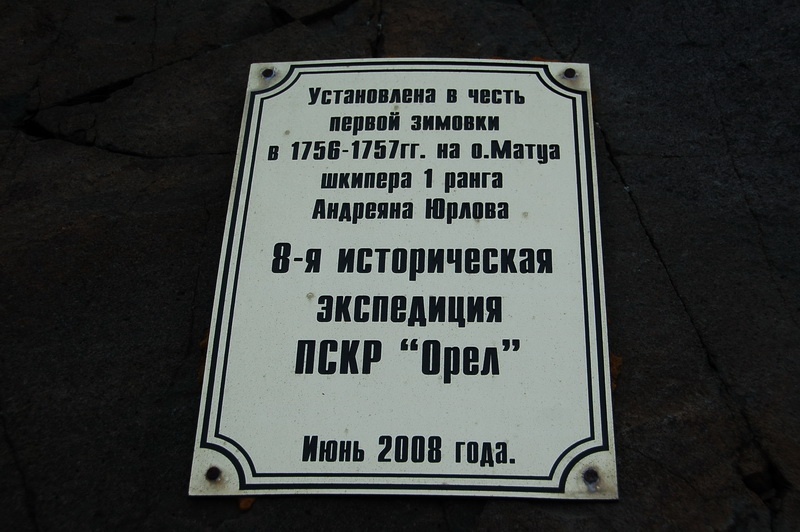 Установлена в честь
первой зимовки
в 1756-1757гг. на о.Матуа
шкипера 1 ранга
Андреяна Юрлова
8-я историческая
экспедиция
ПСКР “Орел”
Июнь 2008 года.